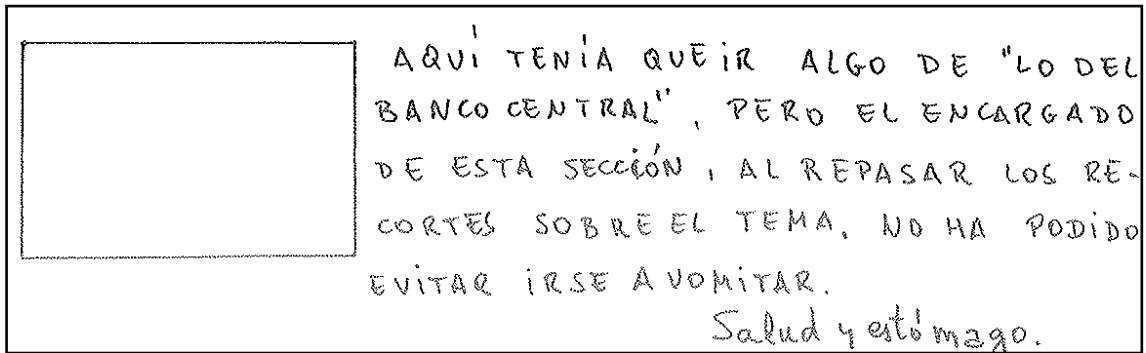 AQUÍ TENÍA QUE IR ALGO DE "LO DEL
BANCO CENTRAL", PERO EL ENCARGADO
DE ESTA SECCIÓN, AL REPASAR LOS RE-
CORTES SOBRE EL TEMA, NO HA PODIDO
EVITAR IRSE A VOMITAR.
Salud y estómago.